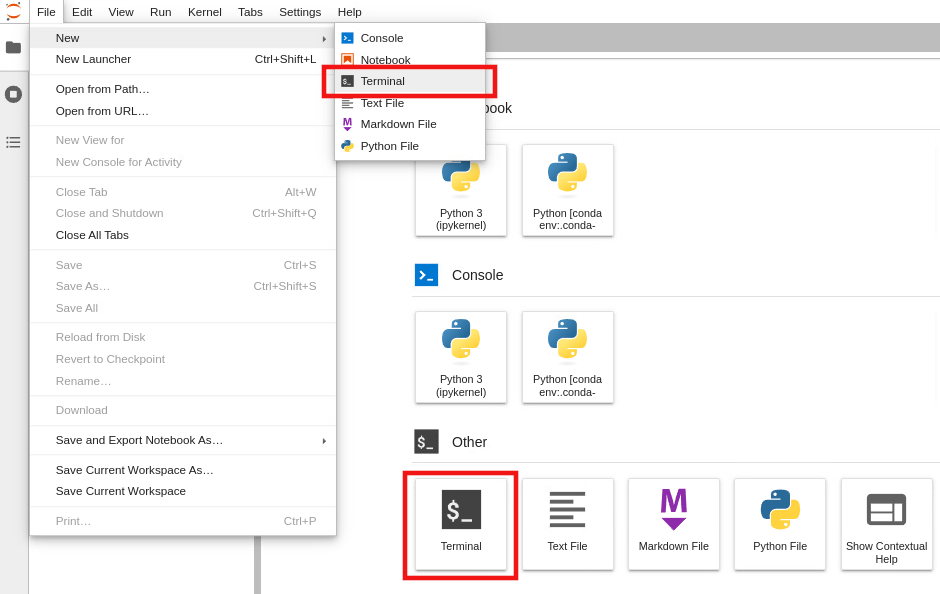 File Edit View Run Kernel Tabs Settings Help
New
New Launcher Ctrl+Shift+L
Open from Path…
Open from URL…
New View for
New Console for Activity
Close Tab Alt+W
Close and Shutdown Ctrl+Shift+Q
Close All Tabs
Save Ctrl+S
Save As… Ctrl+Shift+S
Save All
Reload from Disk
Revert to Checkpoint
Rename…
Download
Save and Export Notebook As…
Save Current Workspace As…
Save Current Workspace
Print… Ctrl+P
Console
Notebook
$_ Terminal
Text File
M Markdown File
Python File
book
Python 3
(ipykernel)
Python [conda
env:.conda-
Console
Python 3
(ipykernel)
Python [conda
env:.conda-
$_ Other
$_
Terminal
Text File
M
Markdown File
Python File
Show Contextual
Help